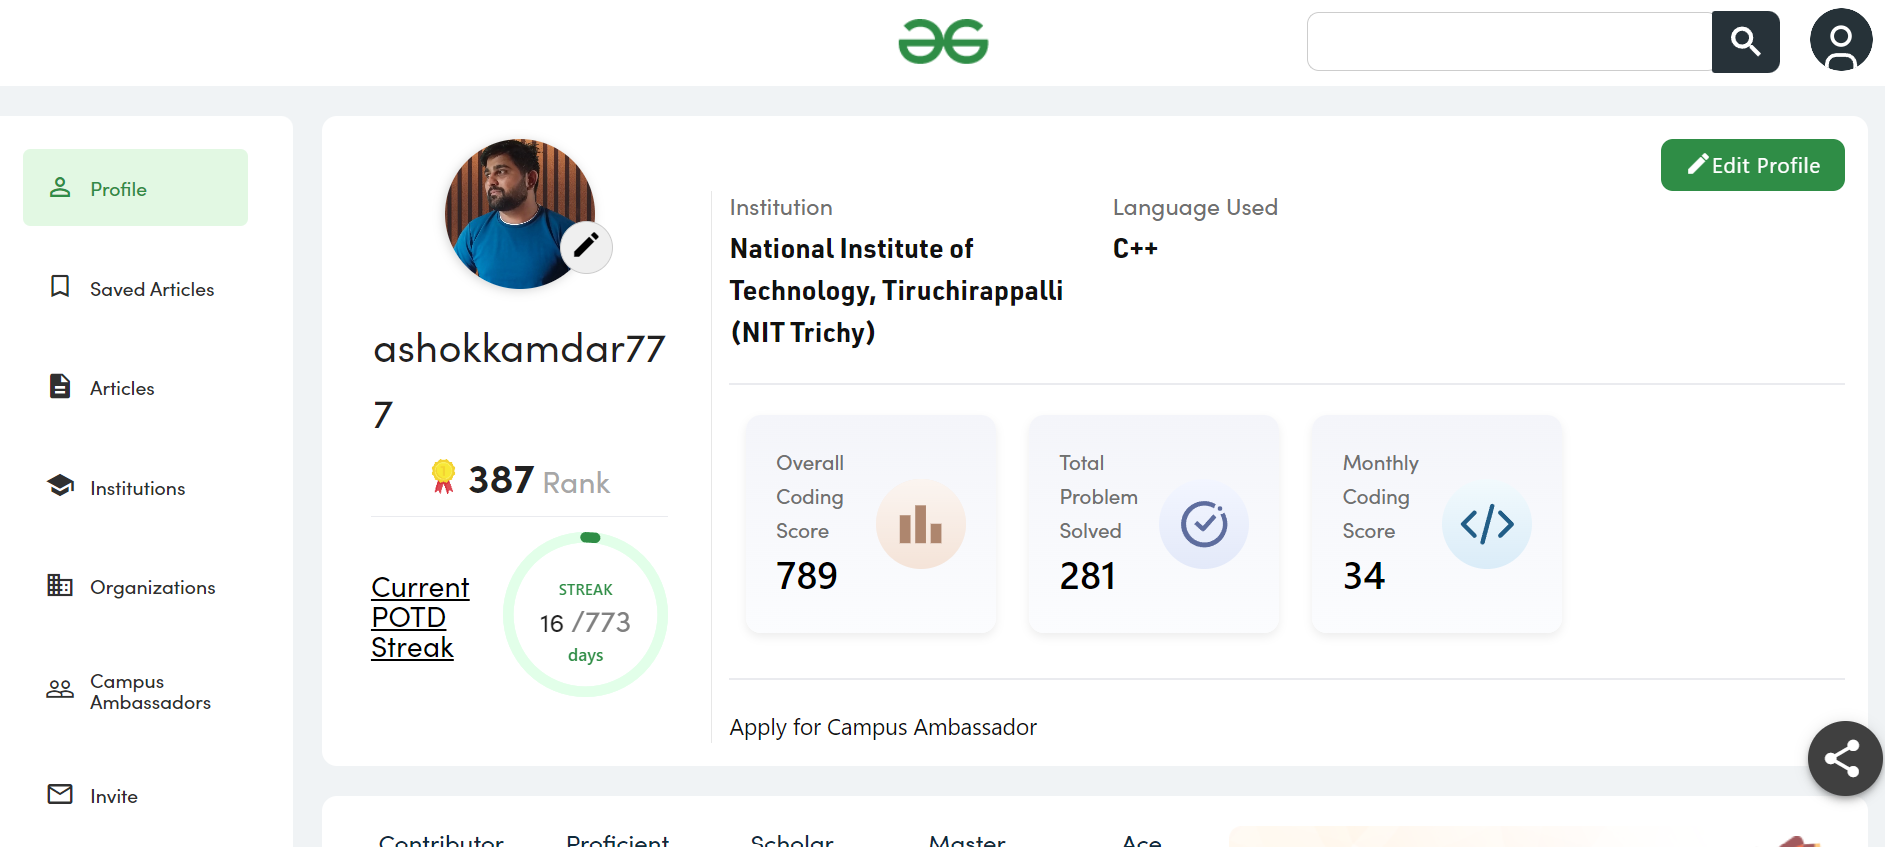 Profile
Saved Articles
Articles
Institutions
Organizations
Campus
Ambassadors
Invite
ashokkamdar77
7
387 Rank
Current
POTD
Streak
STREAK
16 /773
days
Edit Profile
Institution
National Institute of
Technology, Tiruchirappalli
(NIT Trichy)
Language Used
C++
Overall
Coding
Score
789
Total
Problem
Solved
281
Monthly
Coding
Score
34
Apply for Campus Ambassador
Contributor
Proficient
Scholar
Master
Ace